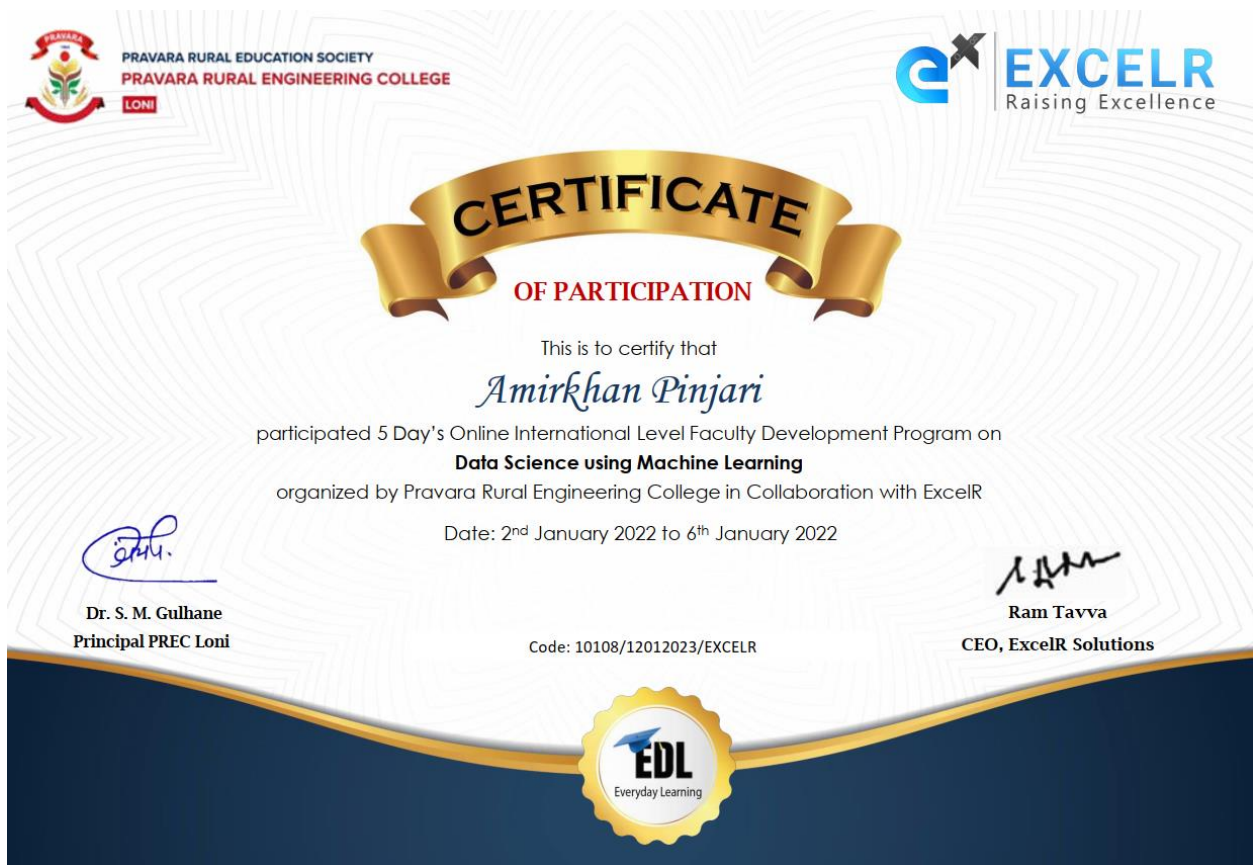 PRAVARA
PRAVARA RURAL EDUCATION SOCIETY
PRAVARA RURAL ENGINEERING COLLEGE
LONI
ex EXCELR
Raising Excellence
CERTIFICATE
OF PARTICIPATION
This is to certify that
Amirkhan Pinjari
participated 5 Day's Online International Level Faculty Development Program on
Data Science using Machine Learning
organized by Pravara Rural Engineering College in Collaboration with ExcelR
Date: 2nd January 2022 to 6th January 2022
Dr. S. M. Gulhane
Principal PREC Loni
Code: 10108/12012023/EXCELR
Ram Tavva
CEO, ExcelR Solutions
EDL
Everyday Learning